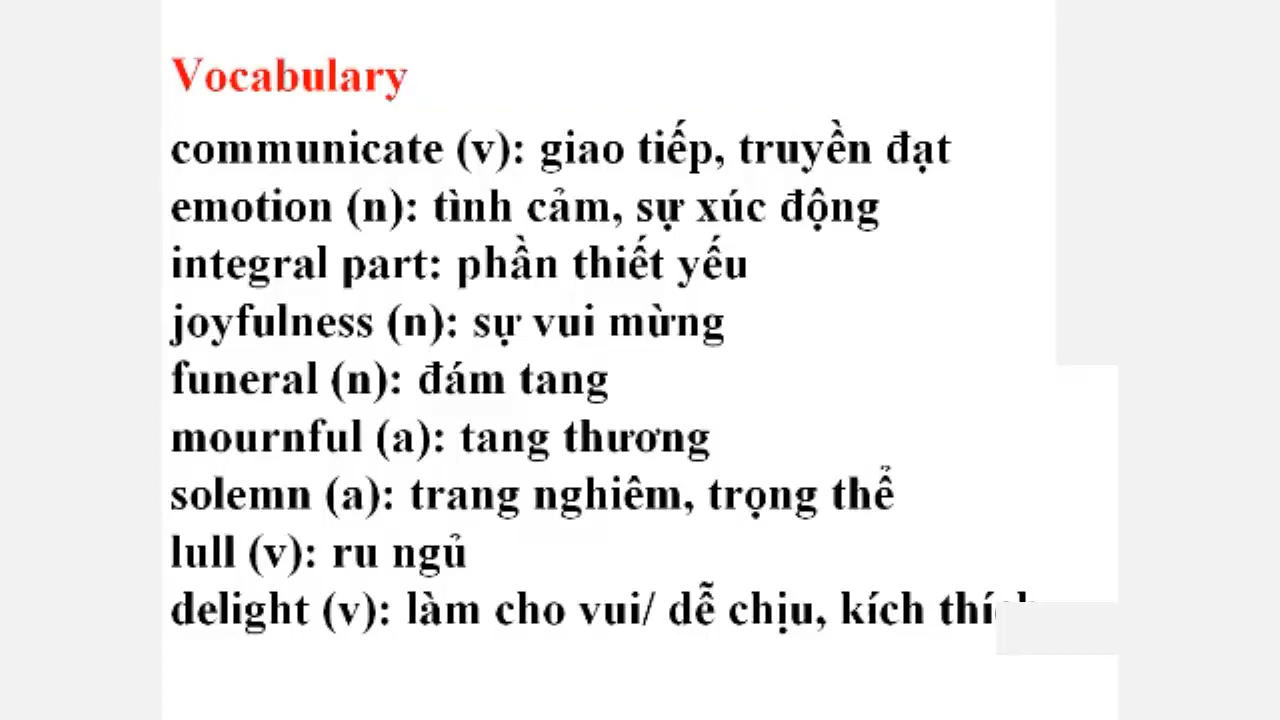 Vocabulary
communicate (v): giao tiếp, truyền đạt
emotion (n): tình cảm, sự xúc động
integral part: phần thiết yếu
joyfulness (n): sự vui mừng
funeral (n): đám tang
mournful (a): tang thương
solemn (a): trang nghiêm, trọng thể
lull (v): ru ngủ
delight (v): làm cho vui/ dễ chịu, kích